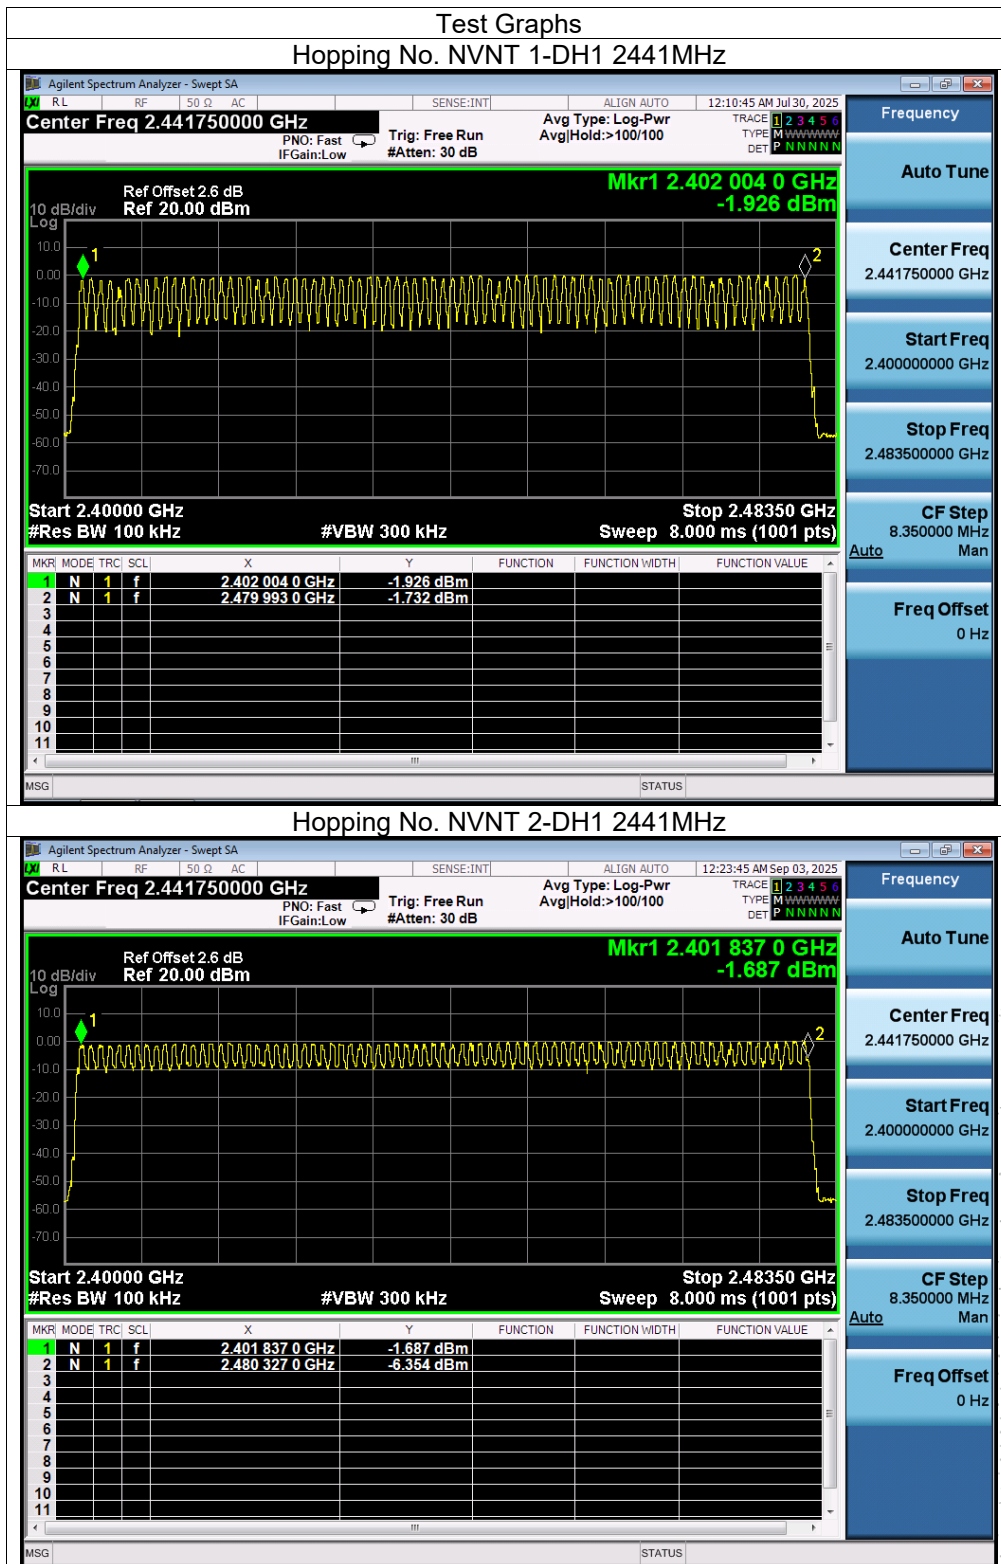 Test Graphs
Hopping No. NVNT 1-DH1 2441MHz
Agilent Spectrum Analyzer - Swept SA
LXI RL RF 50 Ω AC SENSE:INT ALIGN AUTO 12:10:45 AM Jul 30, 2025
Center Freq 2.441750000 GHz
PNO: Fast
IFGain:Low
Trig: Free Run
#Atten: 30 dB
Avg Type: Log-Pwr
Avg|Hold:>100/100
TRACE 1 2 3 4 5 6
TYPE M WWWWW
DET P N N N N N
Ref Offset 2.6 dB
10 dB/div Ref 20.00 dBm
Log
Mkr1 2.402 004 0 GHz
-1.926 dBm
10.0
0.00
-10.0
-20.0
-30.0
-40.0
-50.0
-60.0
-70.0
1
2
Start 2.40000 GHz Stop 2.48350 GHz
#Res BW 100 kHz #VBW 300 kHz Sweep 8.000 ms (1001 pts)
MKR MODE TRC SCL X Y FUNCTION FUNCTION WIDTH FUNCTION VALUE
1 N 1 f 2.402 004 0 GHz -1.926 dBm
2 N 1 f 2.479 993 0 GHz -1.732 dBm
3
4
5
6
7
8
9
10
11
MSG STATUS
Frequency
Auto Tune
Center Freq
2.441750000 GHz
Start Freq
2.400000000 GHz
Stop Freq
2.483500000 GHz
CF Step
8.350000 MHz
Auto Man
Freq Offset
0 Hz
Hopping No. NVNT 2-DH1 2441MHz
Agilent Spectrum Analyzer - Swept SA
LXI RL RF 50 Ω AC SENSE:INT ALIGN AUTO 12:23:45 AM Sep 03, 2025
Center Freq 2.441750000 GHz
PNO: Fast
IFGain:Low
Trig: Free Run
#Atten: 30 dB
Avg Type: Log-Pwr
Avg|Hold:>100/100
TRACE 1 2 3 4 5 6
TYPE M WWWWW
DET P N N N N N
Ref Offset 2.6 dB
10 dB/div Ref 20.00 dBm
Log
Mkr1 2.401 837 0 GHz
-1.687 dBm
10.0
0.00
-10.0
-20.0
-30.0
-40.0
-50.0
-60.0
-70.0
1
2
Start 2.40000 GHz Stop 2.48350 GHz
#Res BW 100 kHz #VBW 300 kHz Sweep 8.000 ms (1001 pts)
MKR MODE TRC SCL X Y FUNCTION FUNCTION WIDTH FUNCTION VALUE
1 N 1 f 2.401 837 0 GHz -1.687 dBm
2 N 1 f 2.480 327 0 GHz -6.354 dBm
3
4
5
6
7
8
9
10
11
MSG STATUS
Frequency
Auto Tune
Center Freq
2.441750000 GHz
Start Freq
2.400000000 GHz
Stop Freq
2.483500000 GHz
CF Step
8.350000 MHz
Auto Man
Freq Offset
0 Hz